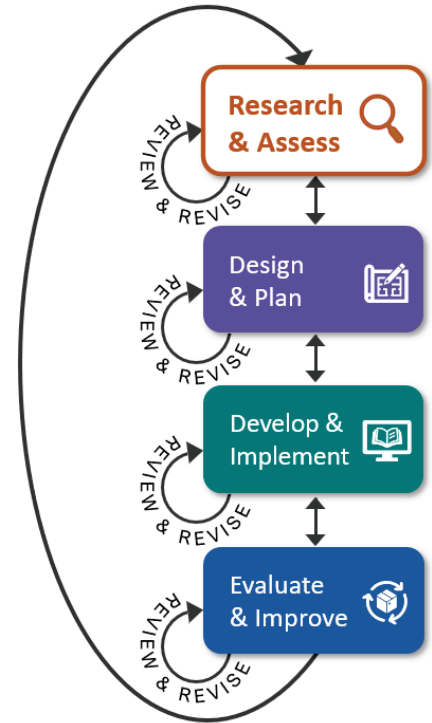 Research
& Assess
REVIEW & REVISE
Design
& Plan
REVIEW & REVISE
Develop &
Implement
REVIEW & REVISE
Evaluate
& Improve
REVIEW & REVISE